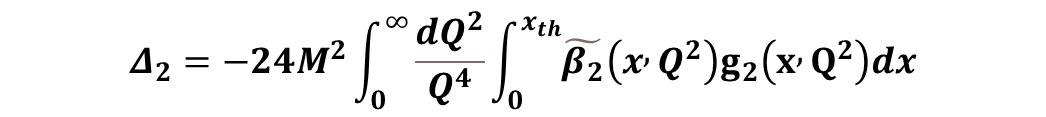 Δ₂ = −24M² ∫₀^∞ dQ²/Q⁴ ∫₀^{x_th} β̃₂(x, Q²)g₂(x, Q²)dx